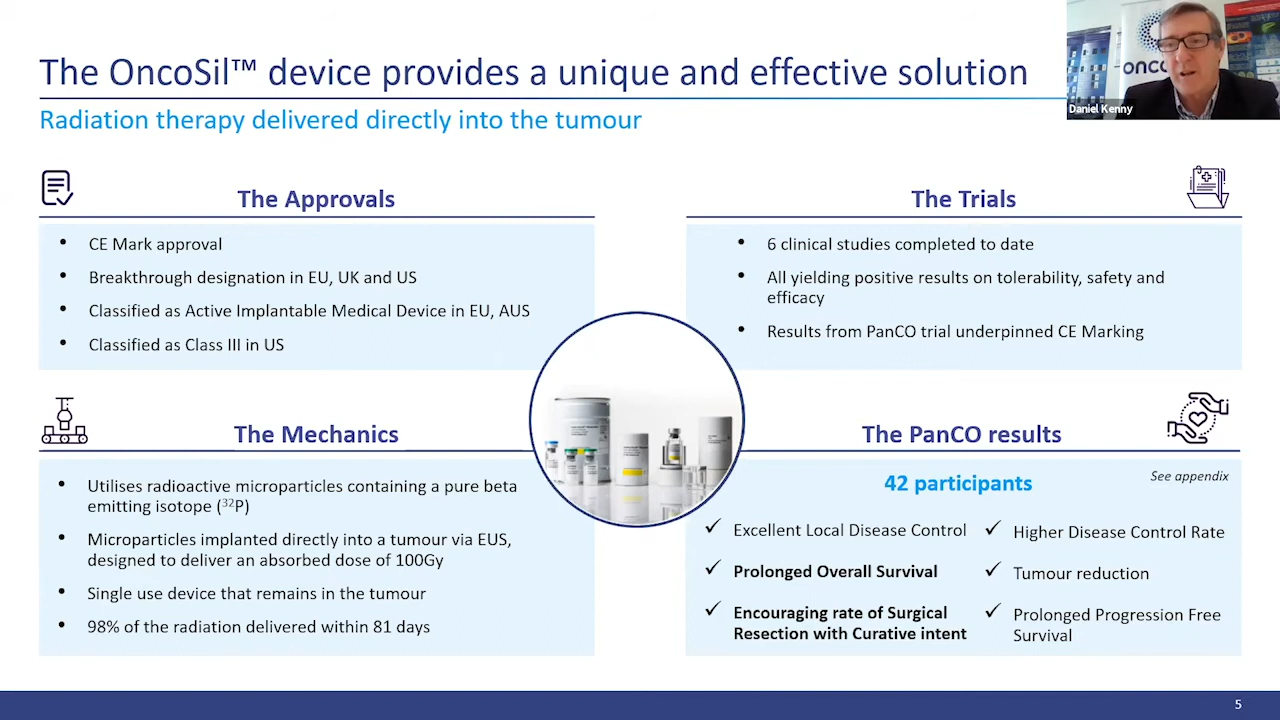 The OncoSil™ device provides a unique and effective solution
Radiation therapy delivered directly into the tumour
onco
Daniel Kenny
The Approvals
• CE Mark approval
• Breakthrough designation in EU, UK and US
• Classified as Active Implantable Medical Device in EU, AUS
• Classified as Class III in US
The Trials
• 6 clinical studies completed to date
• All yielding positive results on tolerability, safety and
efficacy
• Results from PanCO trial underpinned CE Marking
The Mechanics
• Utilises radioactive microparticles containing a pure beta
emitting isotope (³²P)
• Microparticles implanted directly into a tumour via EUS,
designed to deliver an absorbed dose of 100Gy
• Single use device that remains in the tumour
• 98% of the radiation delivered within 81 days
The PanCO results
42 participants
See appendix
✓ Excellent Local Disease Control
✓ Prolonged Overall Survival
✓ Encouraging rate of Surgical
Resection with Curative intent
✓ Higher Disease Control Rate
✓ Tumour reduction
✓ Prolonged Progression Free
Survival
5